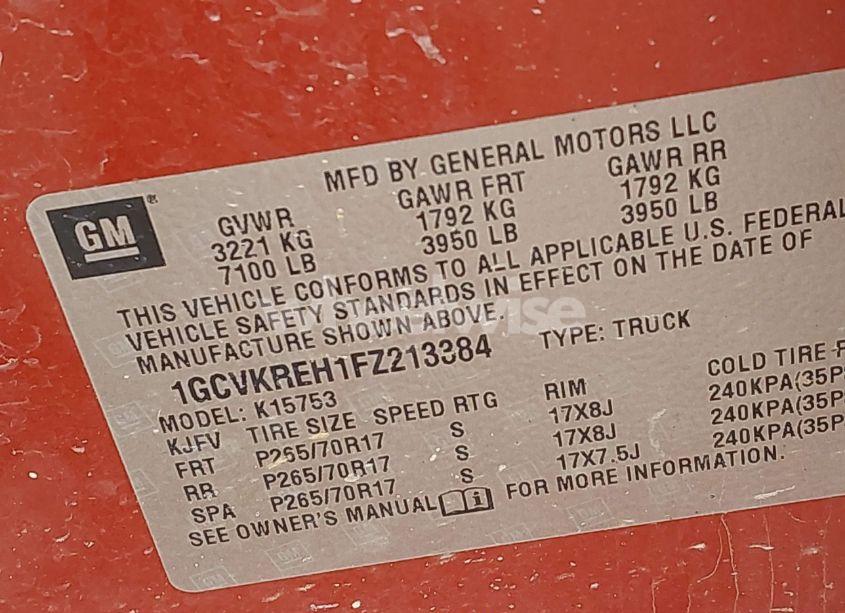 MFD BY GENERAL MOTORS LLC
GM
GVWR GAWR FRT GAWR RR
3221 KG 1792 KG 1792 KG
7100 LB 3950 LB 3950 LB
THIS VEHICLE CONFORMS TO ALL APPLICABLE U.S. FEDERAL
VEHICLE SAFETY STANDARDS IN EFFECT ON THE DATE OF
MANUFACTURE SHOWN ABOVE.
1GCVKREH1FZ213384 TYPE: TRUCK
MODEL: K15753
KJFV TIRE SIZE SPEED RTG RIM COLD TIRE
FRT P265/70R17 S 17X8J 240KPA(35P
RR P265/70R17 S 17X8J 240KPA(35P
SPA P265/70R17 S 17X7.5J 240KPA(35P
SEE OWNER'S MANUAL FOR MORE INFORMATION.